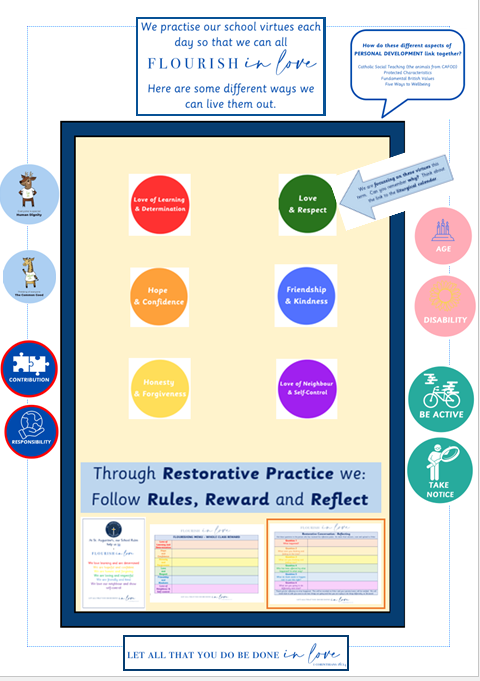 We practise our school virtues each
day so that we can all
FLOURISH in love
Here are some different ways we
can live them out.
How do these different aspects of
PERSONAL DEVELOPMENT link together?
Catholic Social Teaching (the animals from CAFOD)
Protected Characteristics
Fundamental British Values
Five Ways to Wellbeing
We are focussing on these virtues this
term. Can you remember why? Think about
the link to the liturgical calendar.
Love of Learning
& Determination
Love
& Respect
Hope
& Confidence
Friendship
& Kindness
Honesty
& Forgiveness
Love of Neighbour
& Self-Control
Human Dignity
The Common Good
CONTRIBUTION
RESPONSIBILITY
AGE
DISABILITY
BE ACTIVE
TAKE
NOTICE
Through Restorative Practice we:
Follow Rules, Reward and Reflect
FLOURISH in love
LET ALL THAT YOU DO BE DONE in love